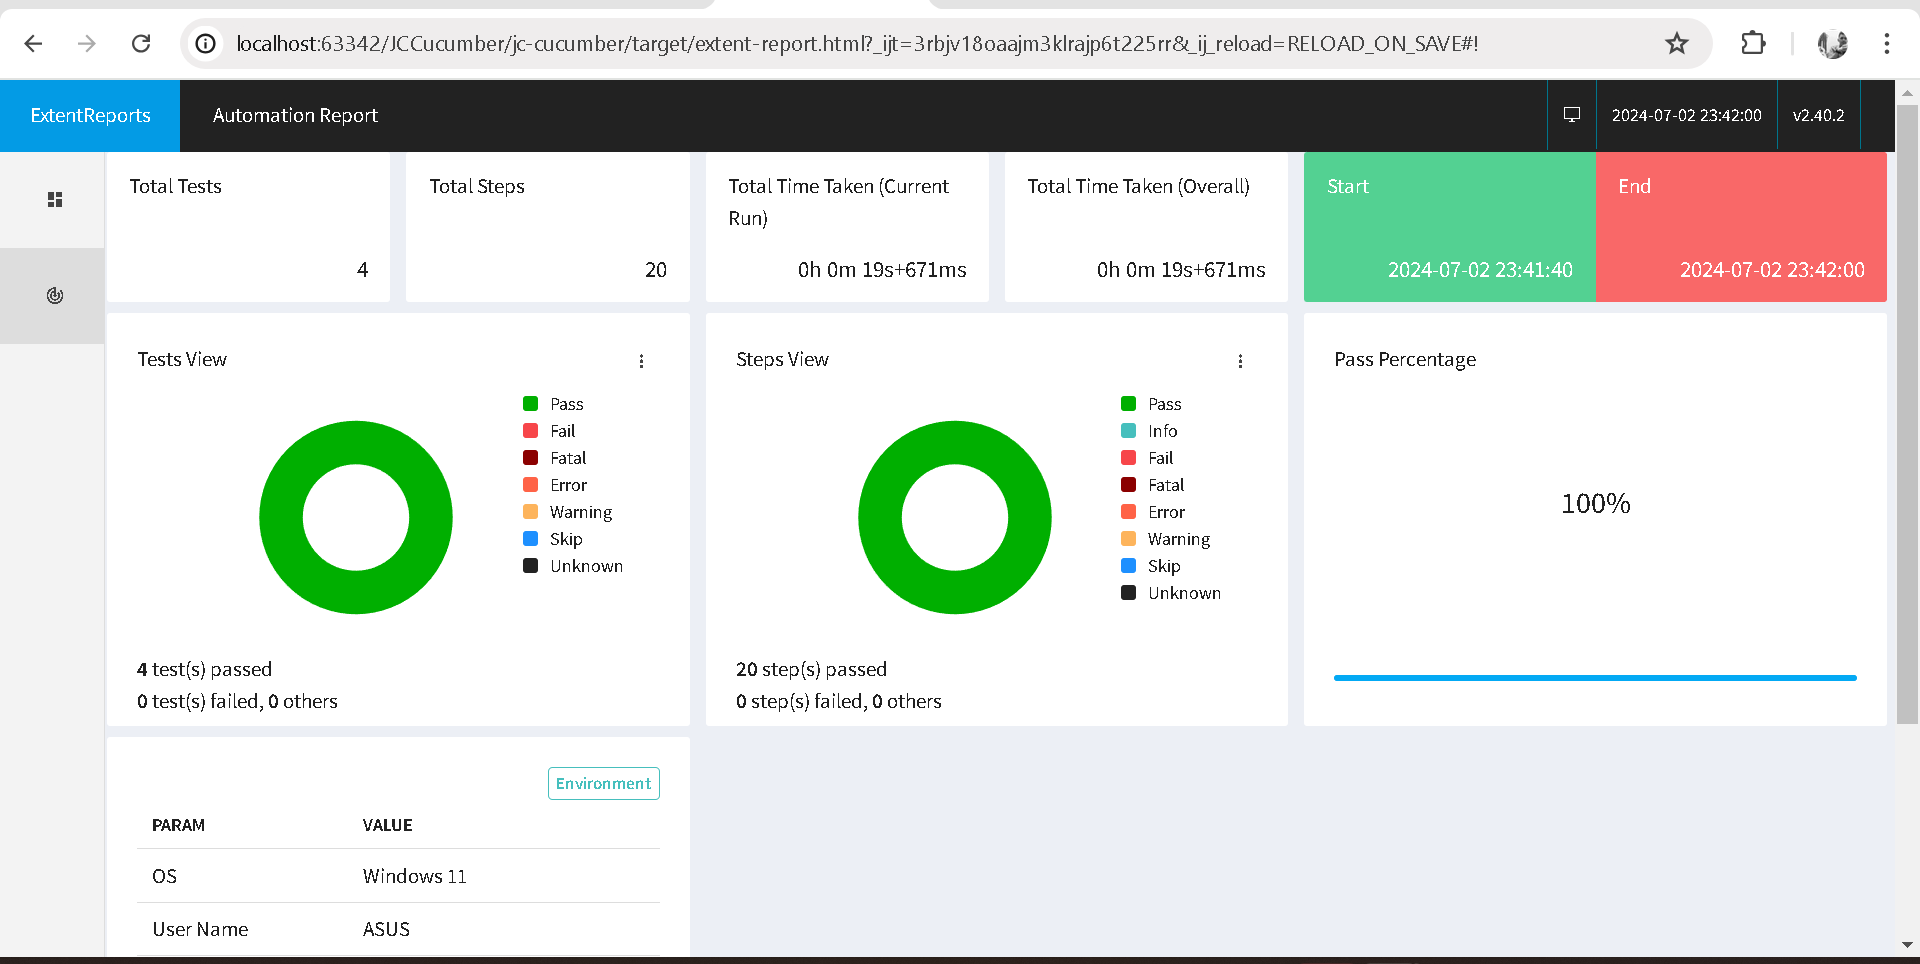 localhost:63342/JCCucumber/jc-cucumber/target/extent-report.html?_ijt=3rbjv18oaajm3klrajp6t225rr&_ij_reload=RELOAD_ON_SAVE#!
ExtentReports
Automation Report
2024-07-02 23:42:00
v2.40.2
Total Tests
4
Total Steps
20
Total Time Taken (Current
Run)
0h 0m 19s+671ms
Total Time Taken (Overall)
0h 0m 19s+671ms
Start
2024-07-02 23:41:40
End
2024-07-02 23:42:00
Tests View
Pass
Fail
Fatal
Error
Warning
Skip
Unknown
4 test(s) passed
0 test(s) failed, 0 others
Steps View
Pass
Info
Fail
Fatal
Error
Warning
Skip
Unknown
20 step(s) passed
0 step(s) failed, 0 others
Pass Percentage
100%
Environment
PARAM VALUE
OS Windows 11
User Name ASUS